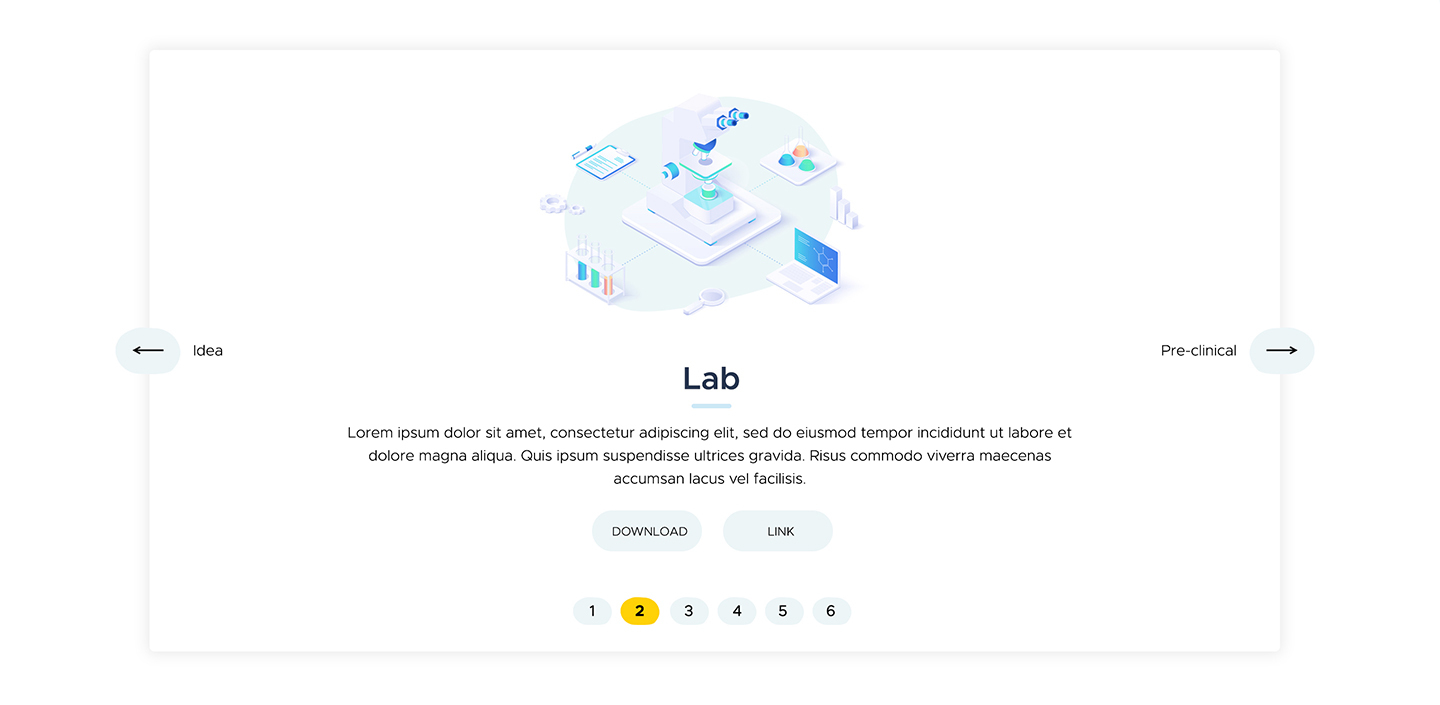 Idea
Pre-clinical
Lab
Lorem ipsum dolor sit amet, consectetur adipiscing elit, sed do eiusmod tempor incididunt ut labore et
dolore magna aliqua. Quis ipsum suspendisse ultrices gravida. Risus commodo viverra maecenas
accumsan lacus vel facilisis.
DOWNLOAD
LINK
1 2 3 4 5 6